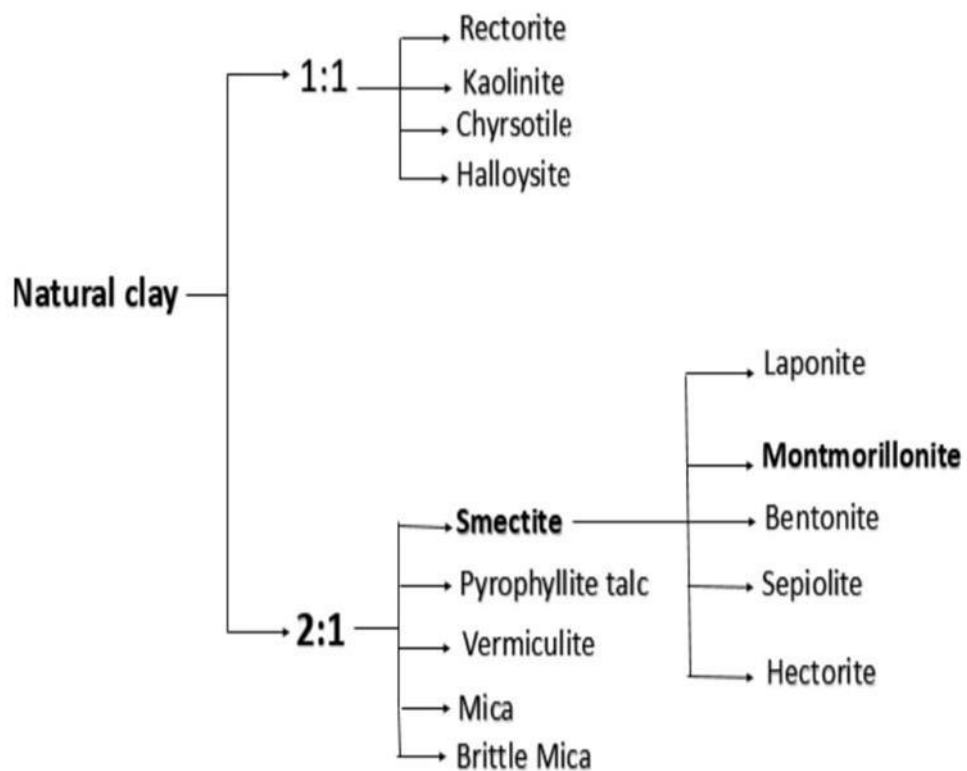 Rectorite
1:1
Kaolinite
Chyrsotile
Halloysite
Natural clay
Laponite
Montmorillonite
Smectite
Bentonite
Pyrophyllite talc
Sepiolite
2:1
Vermiculite
Hectorite
Mica
Brittle Mica